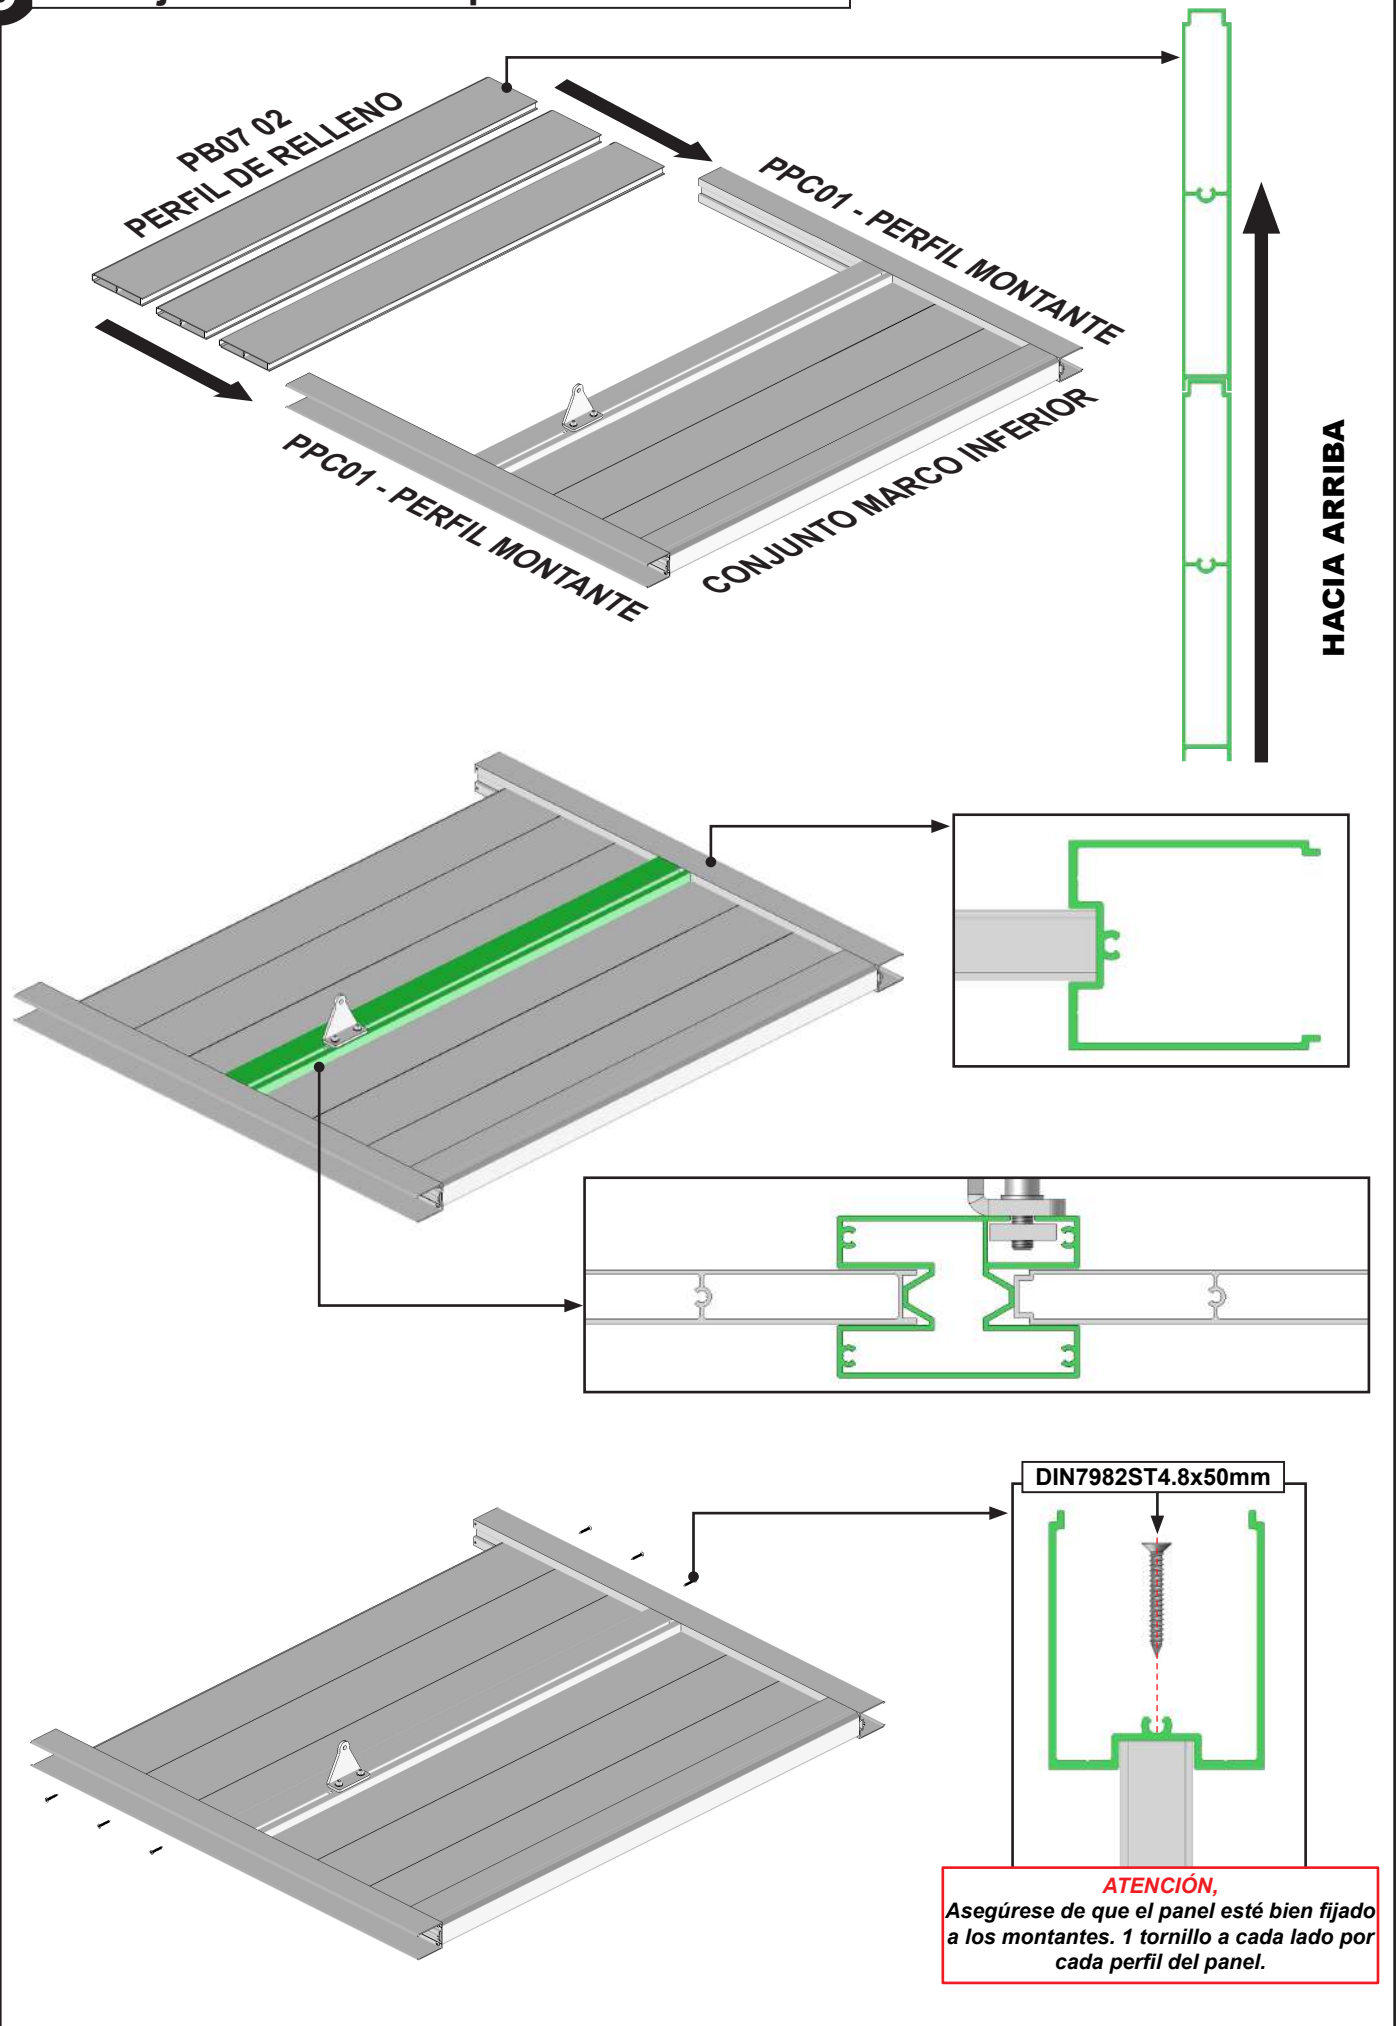 PB07 02
PERFIL DE RELLENO
PPC01 - PERFIL MONTANTE
PPC01 - PERFIL MONTANTE
CONJUNTO MARCO INFERIOR
HACIA ARRIBA
DIN7982ST4.8x50mm
ATENCIÓN,
Asegúrese de que el panel esté bien fijado
a los montantes. 1 tornillo a cada lado por
cada perfil del panel.